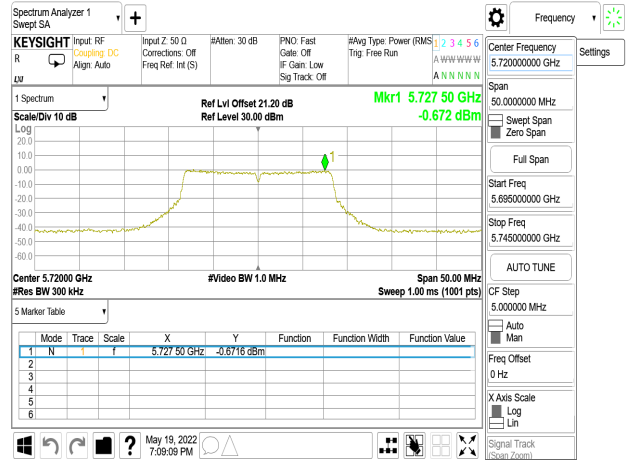 Spectrum Analyzer 1
Swept SA
Frequency
Settings
KEYSIGHT
R
Input: RF
Coupling: DC
Align: Auto
Input Z: 50 Ω
Corrections: Off
Freq Ref: Int (S)
#Atten: 30 dB
PNO: Fast
Gate: Off
IF Gain: Low
Sig Track: Off
#Avg Type: Power (RMS
Trig: Free Run
1 2 3 4 5 6
A W W W W W
A N N N N N
1 Spectrum
Scale/Div 10 dB
Ref Lvl Offset 21.20 dB
Ref Level 30.00 dBm
Mkr1 5.727 50 GHz
-0.672 dBm
Log
20.0
10.0
0.00
-10.0
-20.0
-30.0
-40.0
-50.0
-60.0
1
Center 5.72000 GHz
#Res BW 300 kHz
#Video BW 1.0 MHz
Span 50.00 MHz
Sweep 1.00 ms (1001 pts)
5 Marker Table
Mode Trace Scale X Y Function Function Width Function Value
1 N 1 f 5.727 50 GHz -0.6716 dBm
2
3
4
5
6
May 19, 2022
7:09:09 PM
Center Frequency
5.720000000 GHz
Span
50.0000000 MHz
Swept Span
Zero Span
Full Span
Start Freq
5.695000000 GHz
Stop Freq
5.745000000 GHz
AUTO TUNE
CF Step
5.000000 MHz
Auto
Man
Freq Offset
0 Hz
X Axis Scale
Log
Lin
Signal Track
(Span Zoom)